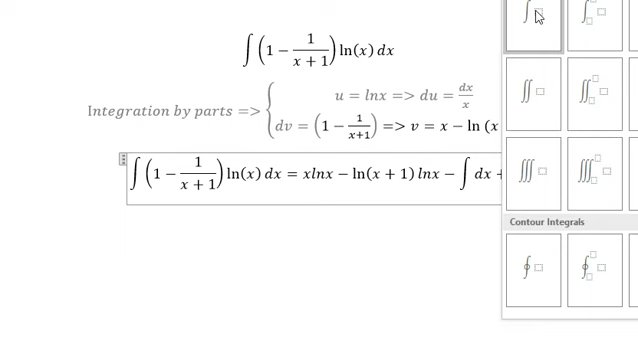 ∫ (1 − 1/(x + 1)) ln(x) dx
Integration by parts => { u = lnx => du = dx/x
dv = (1 − 1/(x+1)) => v = x − ln (x
∫ (1 − 1/(x + 1)) ln(x) dx = xlnx − ln(x + 1) lnx − ∫ dx +
∫ ∫
∬ ∬
∭ ∭
Contour Integrals
∮ ∮